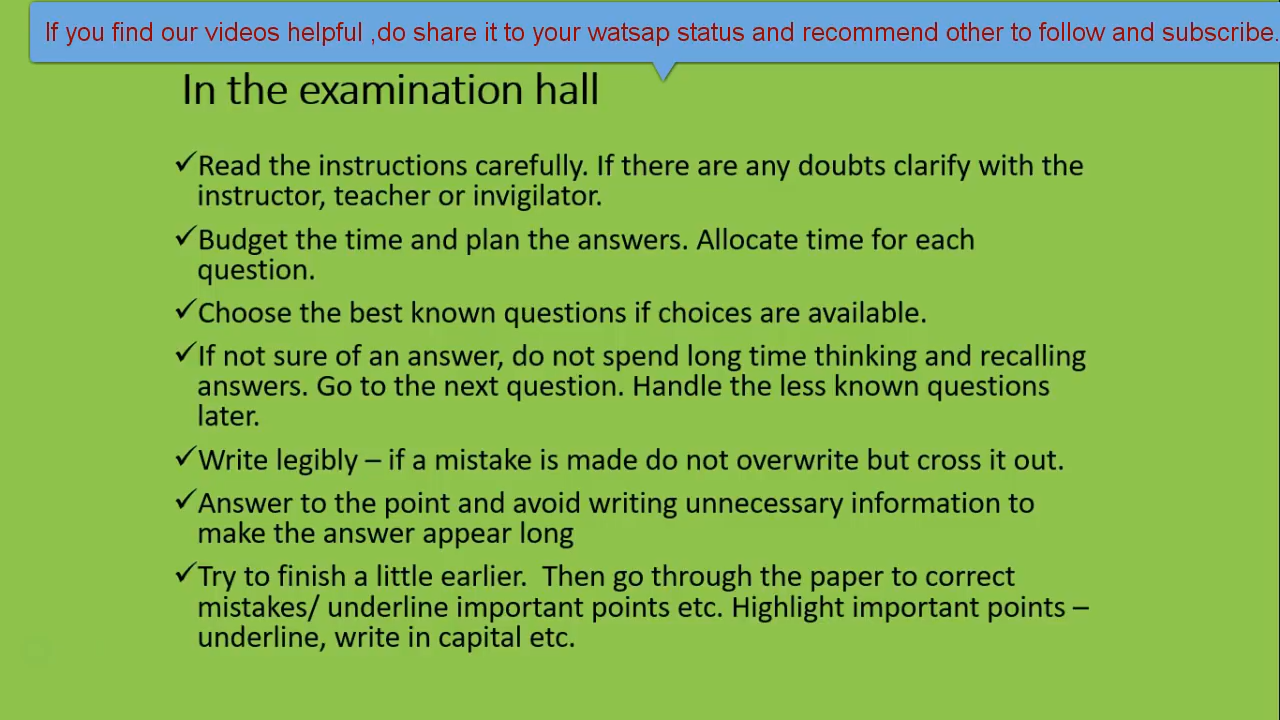 If you find our videos helpful ,do share it to your watsap status and recommend other to follow and subscribe.
In the examination hall
✓Read the instructions carefully. If there are any doubts clarify with the
instructor, teacher or invigilator.
✓Budget the time and plan the answers. Allocate time for each
question.
✓Choose the best known questions if choices are available.
✓If not sure of an answer, do not spend long time thinking and recalling
answers. Go to the next question. Handle the less known questions
later.
✓Write legibly – if a mistake is made do not overwrite but cross it out.
✓Answer to the point and avoid writing unnecessary information to
make the answer appear long
✓Try to finish a little earlier.  Then go through the paper to correct
mistakes/ underline important points etc. Highlight important points –
underline, write in capital etc.